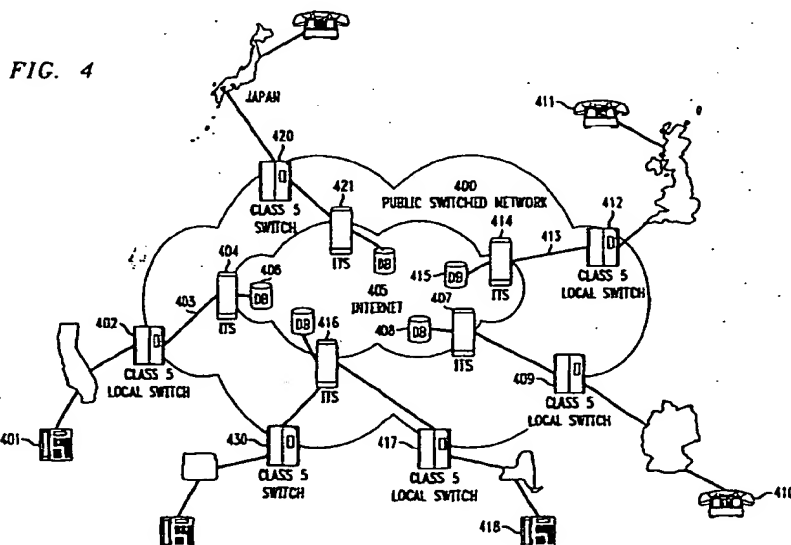 FIG. 4
JAPAN
420
CLASS 5
SWITCH
421
ITS
DB
400
PUBLIC SWITCHED NETWORK
411
412
CLASS 5
LOCAL SWITCH
413
414
ITS
415
DB
404
ITS
406
DB
403
402
CLASS 5
LOCAL SWITCH
401
405
INTERNET
407
ITS
408
DB
DB
416
ITS
409
CLASS 5
LOCAL SWITCH
430
CLASS 5
SWITCH
417
CLASS 5
LOCAL SWITCH
418
410